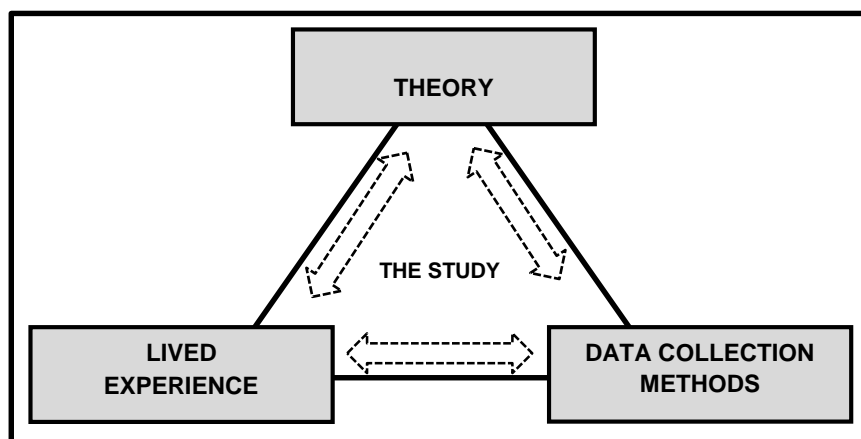 THEORY
THE STUDY
LIVED
EXPERIENCE
DATA COLLECTION
METHODS